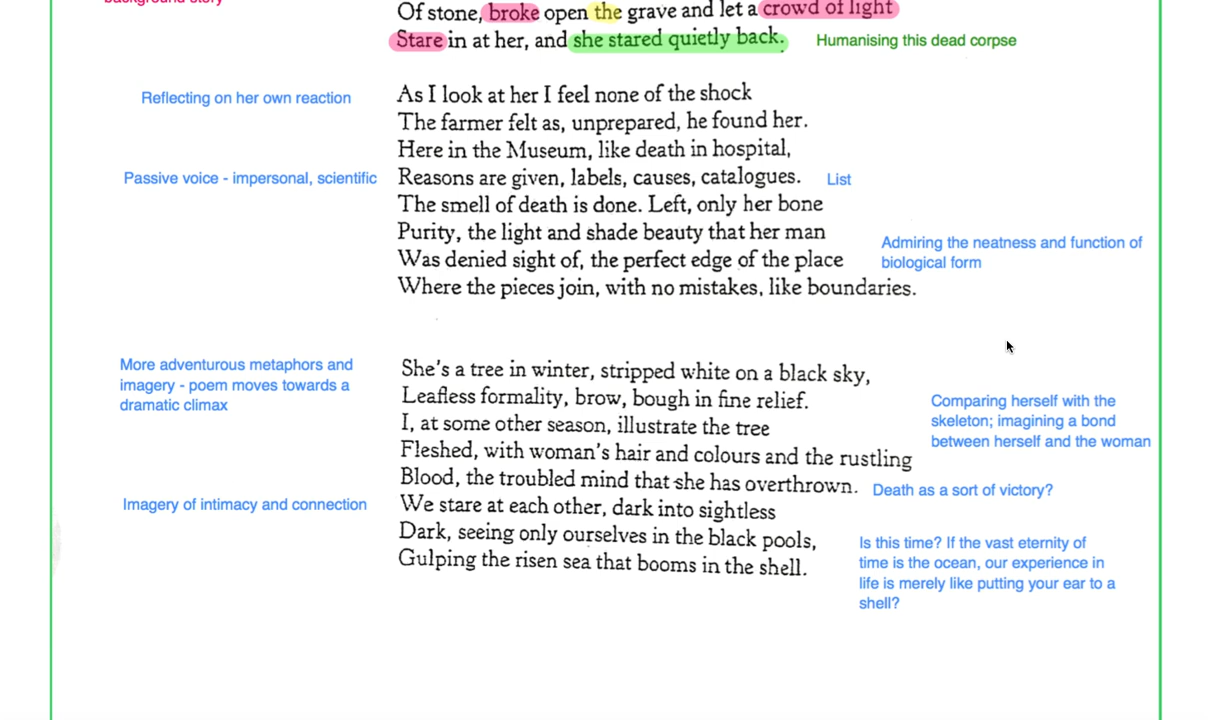 background story
Of stone, broke open the grave and let a crowd of light
Stare in at her, and she stared quietly back.
Humanising this dead corpse
Reflecting on her own reaction
As I look at her I feel none of the shock
The farmer felt as, unprepared, he found her.
Here in the Museum, like death in hospital,
Passive voice - impersonal, scientific
Reasons are given, labels, causes, catalogues.
List
The smell of death is done. Left, only her bone
Purity, the light and shade beauty that her man
Was denied sight of, the perfect edge of the place
Where the pieces join, with no mistakes, like boundaries.
Admiring the neatness and function of
biological form
More adventurous metaphors and
imagery - poem moves towards a
dramatic climax
She's a tree in winter, stripped white on a black sky,
Leafless formality, brow, bough in fine relief.
I, at some other season, illustrate the tree
Fleshed, with woman's hair and colours and the rustling
Blood, the troubled mind that she has overthrown.
Comparing herself with the
skeleton; imagining a bond
between herself and the woman
Death as a sort of victory?
Imagery of intimacy and connection
We stare at each other, dark into sightless
Dark, seeing only ourselves in the black pools,
Gulping the risen sea that booms in the shell.
Is this time? If the vast eternity of
time is the ocean, our experience in
life is merely like putting your ear to a
shell?